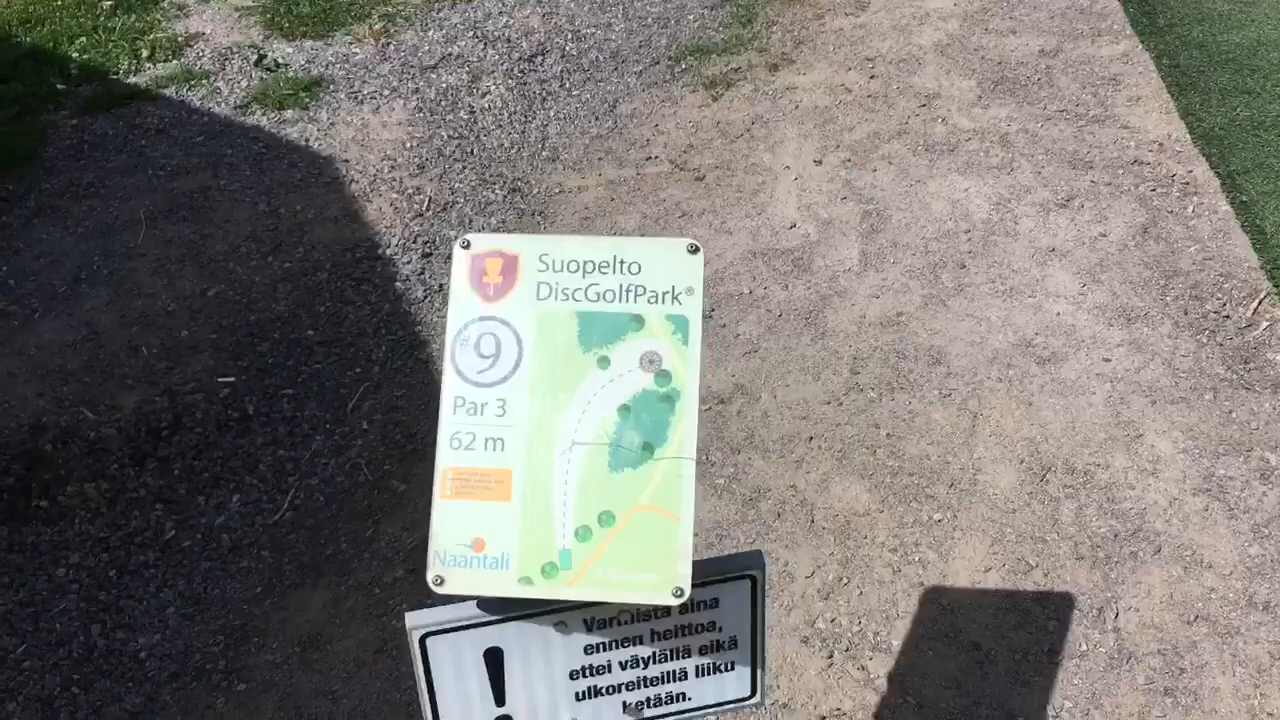 Suopelto
DiscGolfPark®
#9
Par 3
62 m
Naantali
Varmista aina
ennen heittoa,
ettei väylällä eikä
ulkoreiteillä liiku
ketään.